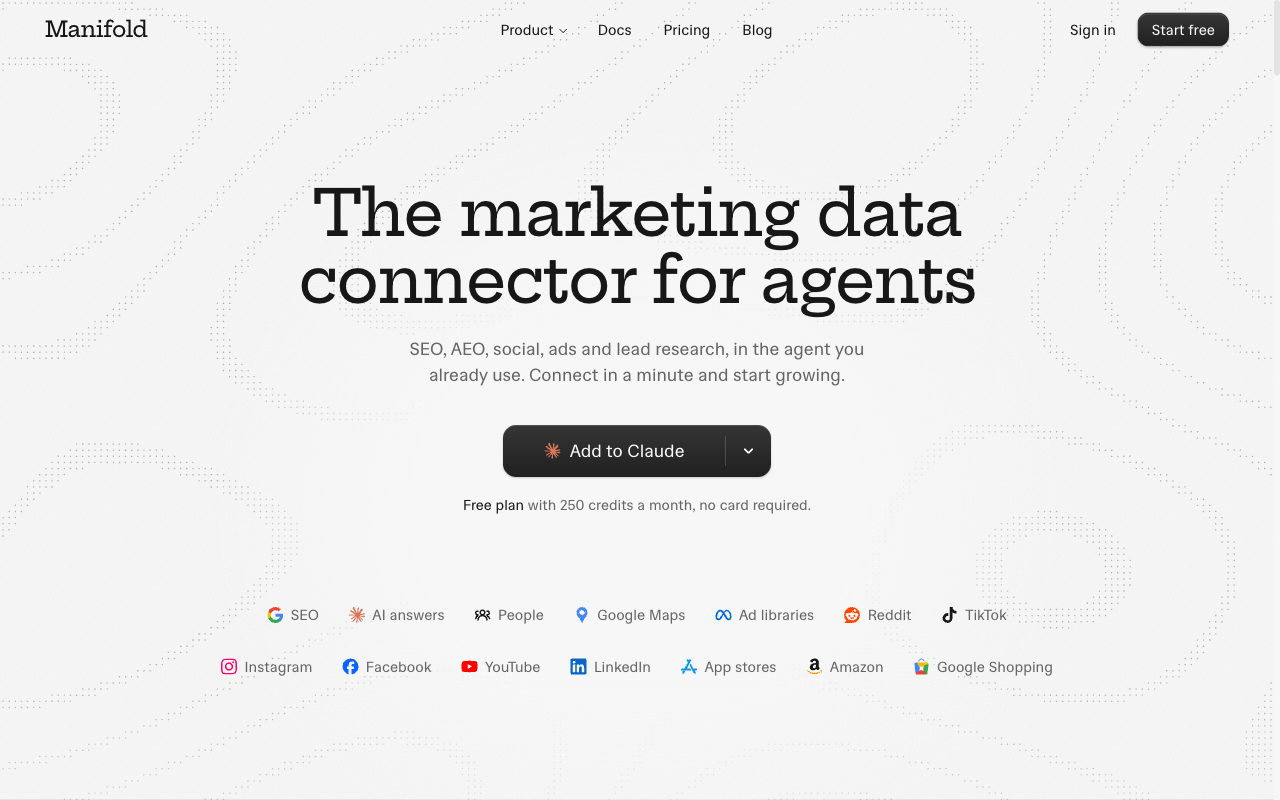 Manifold
Product
Docs
Pricing
Blog
Sign in
Start free
The marketing data
connector for agents
SEO, AEO, social, ads and lead research, in the agent you
already use. Connect in a minute and start growing.
Add to Claude
Free plan with 250 credits a month, no card required.
SEO
AI answers
People
Google Maps
Ad libraries
Reddit
TikTok
Instagram
Facebook
YouTube
LinkedIn
App stores
Amazon
Google Shopping